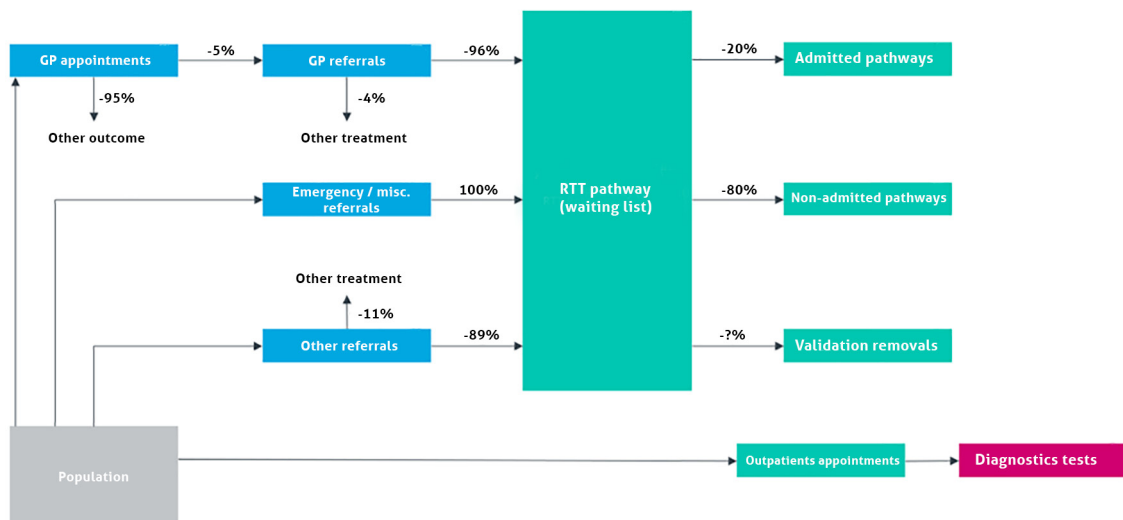 GP appointments
-5%
GP referrals
-96%
-20%
Admitted pathways
-95%
-4%
Other outcome
Other treatment
Emergency / misc.
referrals
100%
RTT pathway
(waiting list)
-80%
Non-admitted pathways
Other treatment
-11%
Other referrals
-89%
-?%
Validation removals
Population
Outpatients appointments
Diagnostics tests